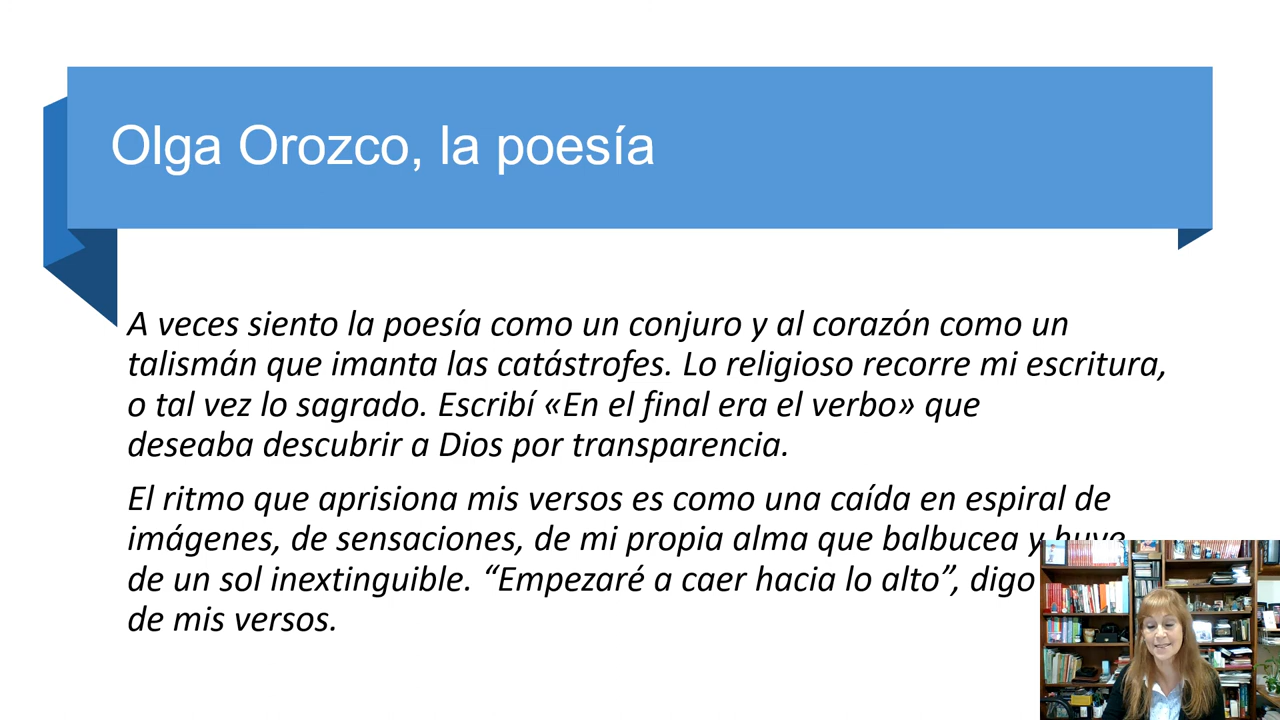 Olga Orozco, la poesía
A veces siento la poesía como un conjuro y al corazón como un
talismán que imanta las catástrofes. Lo religioso recorre mi escritura,
o tal vez lo sagrado. Escribí «En el final era el verbo» que
deseaba descubrir a Dios por transparencia.
El ritmo que aprisiona mis versos es como una caída en espiral de
imágenes, de sensaciones, de mi propia alma que balbucea y huye
de un sol inextinguible. “Empezaré a caer hacia lo alto”, digo
de mis versos.